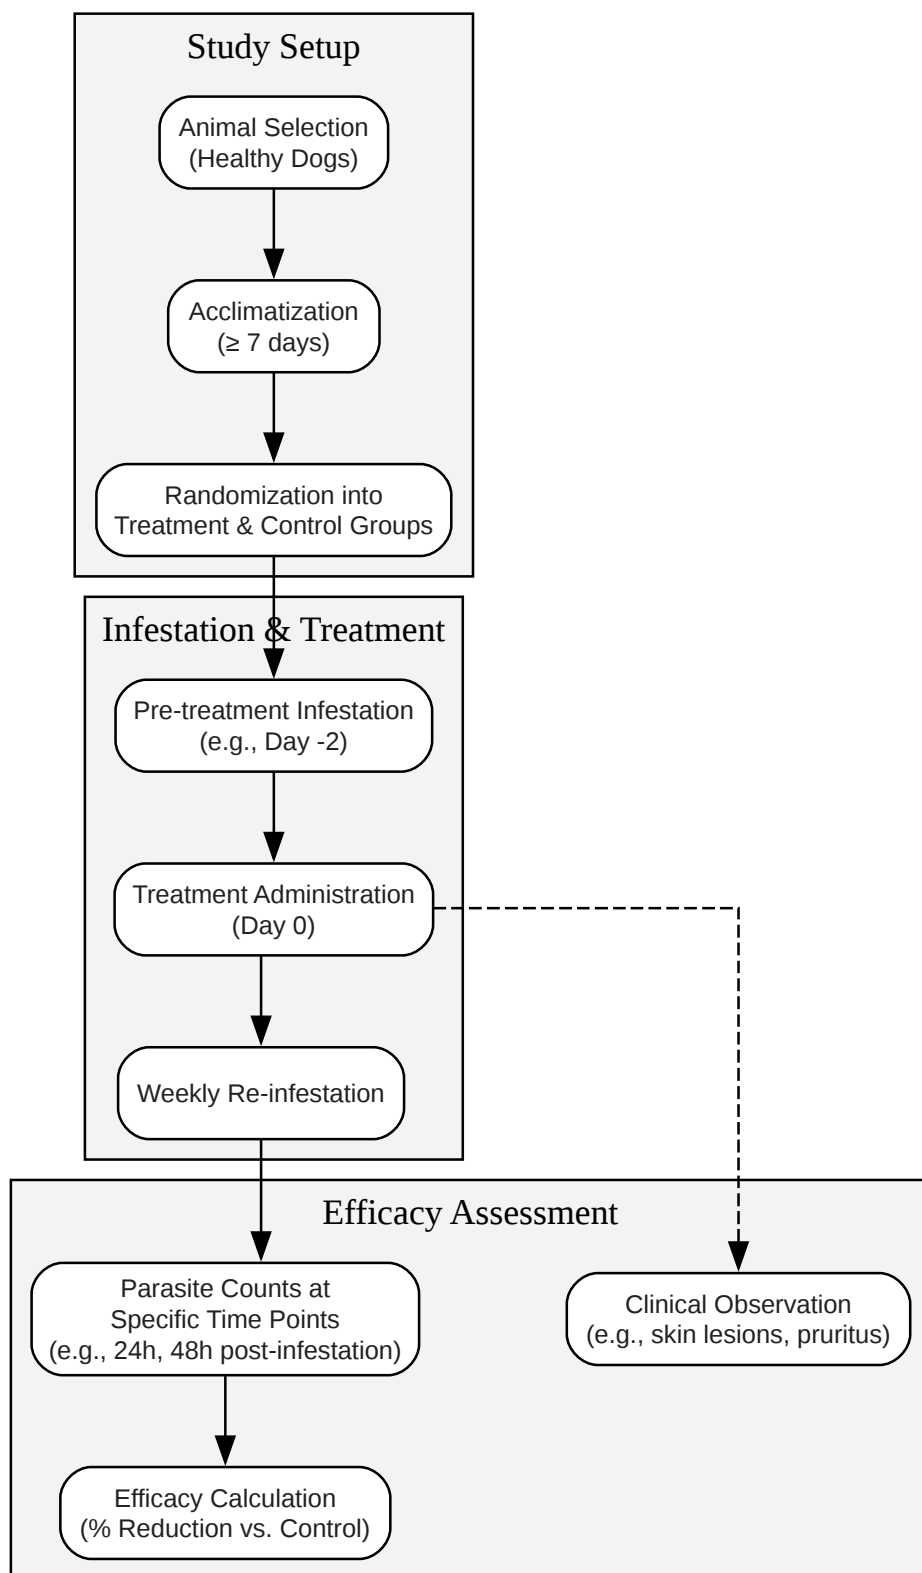 Study Setup
Animal Selection
(Healthy Dogs)
Acclimatization
(≥ 7 days)
Randomization into
Treatment & Control Groups
Infestation & Treatment
Pre-treatment Infestation
(e.g., Day -2)
Treatment Administration
(Day 0)
Weekly Re-infestation
Efficacy Assessment
Parasite Counts at
Specific Time Points
(e.g., 24h, 48h post-infestation)
Clinical Observation
(e.g., skin lesions, pruritus)
Efficacy Calculation
(% Reduction vs. Control)